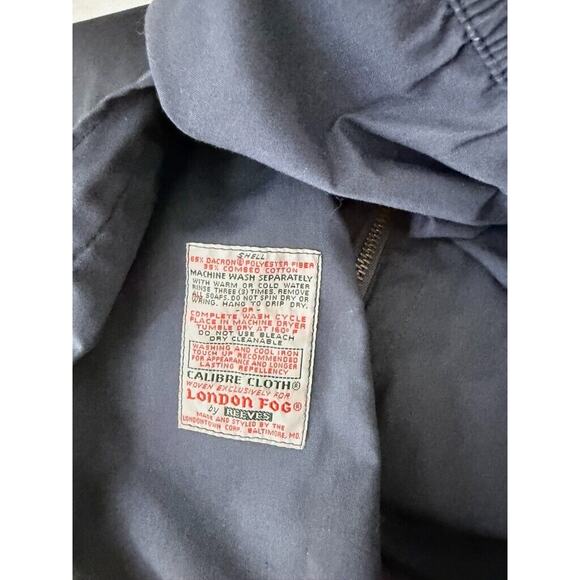 SHELL
65% DACRON® POLYESTER FIBER
35% COMBED COTTON
MACHINE WASH SEPARATELY
WITH WARM OR COLD WATER
RINSE THREE (3) TIMES. REMOVE
ALL SOAPS. DO NOT SPIN DRY OR
WRING. HANG TO DRIP DRY.
-OR-
COMPLETE WASH CYCLE
PLACE IN MACHINE DRYER
TUMBLE DRY AT 160° F
DO NOT USE BLEACH
DRY CLEANABLE
WASHING AND COOL IRON
TOUCH UP RECOMMENDED
FOR APPEARANCE AND LONGER
LASTING REPELLENCY
CALIBRE CLOTH®
WOVEN EXCLUSIVELY FOR
LONDON FOG®
by REEVES
MADE AND STYLED BY THE
LONDONTOWN CORP. BALTIMORE, MD.